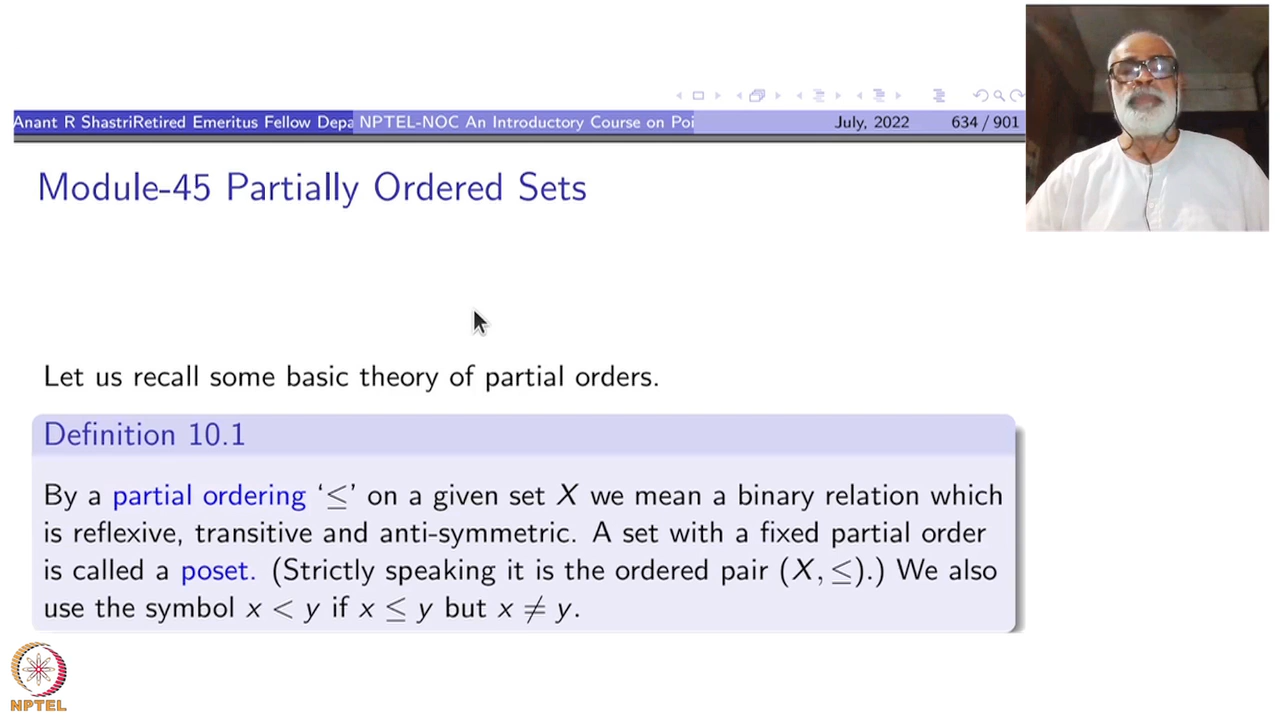 Anant R ShastriRetired Emeritus Fellow Depa NPTEL-NOC An Introductory Course on Poi July, 2022 634 / 901
Module-45 Partially Ordered Sets
Let us recall some basic theory of partial orders.
Definition 10.1
By a partial ordering ‘≤’ on a given set X we mean a binary relation which
is reflexive, transitive and anti-symmetric. A set with a fixed partial order
is called a poset. (Strictly speaking it is the ordered pair (X, ≤).) We also
use the symbol x < y if x ≤ y but x ≠ y.
NPTEL